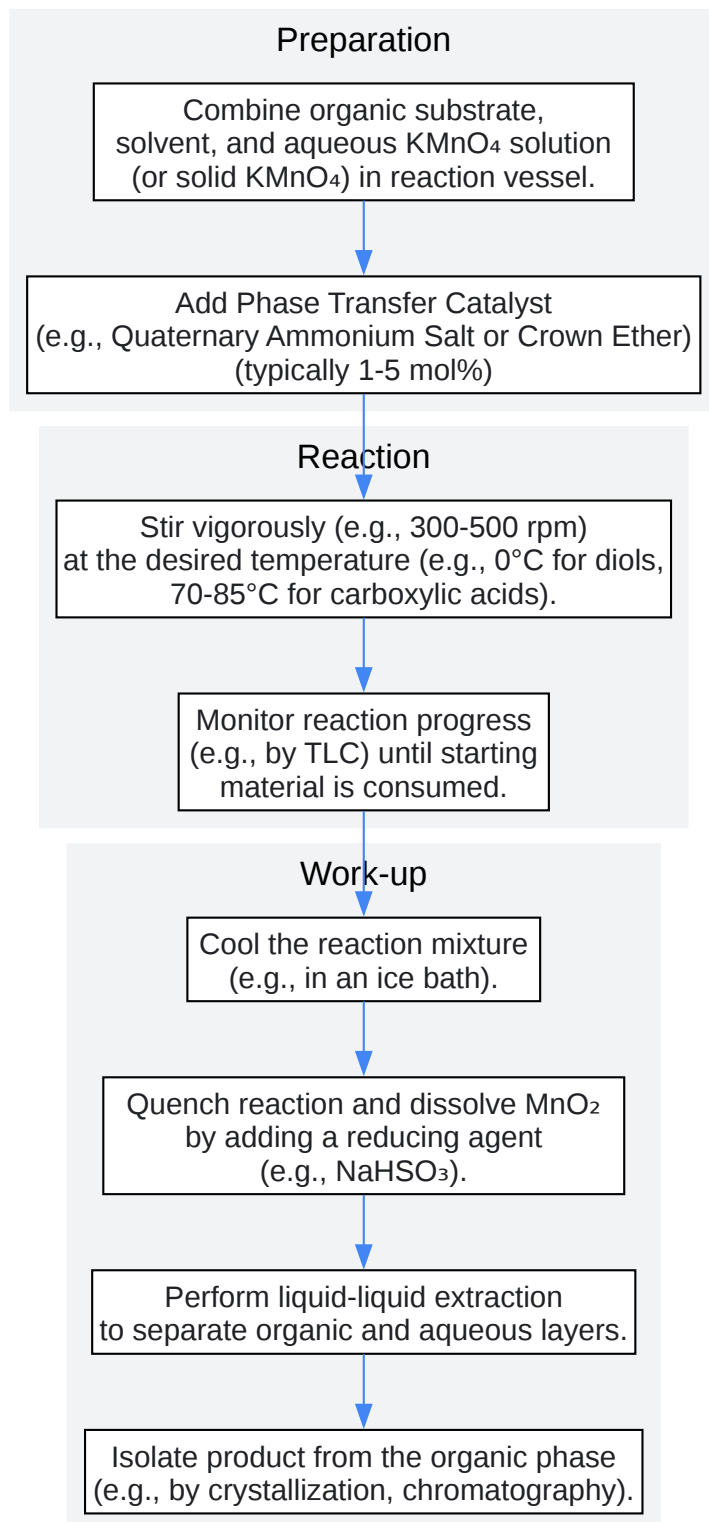 Preparation
Combine organic substrate,
solvent, and aqueous KMnO₄ solution
(or solid KMnO₄) in reaction vessel.
Add Phase Transfer Catalyst
(e.g., Quaternary Ammonium Salt or Crown Ether)
(typically 1-5 mol%)
Reaction
Stir vigorously (e.g., 300-500 rpm)
at the desired temperature (e.g., 0°C for diols,
70-85°C for carboxylic acids).
Monitor reaction progress
(e.g., by TLC) until starting
material is consumed.
Work-up
Cool the reaction mixture
(e.g., in an ice bath).
Quench reaction and dissolve MnO₂
by adding a reducing agent
(e.g., NaHSO₃).
Perform liquid-liquid extraction
to separate organic and aqueous layers.
Isolate product from the organic phase
(e.g., by crystallization, chromatography).